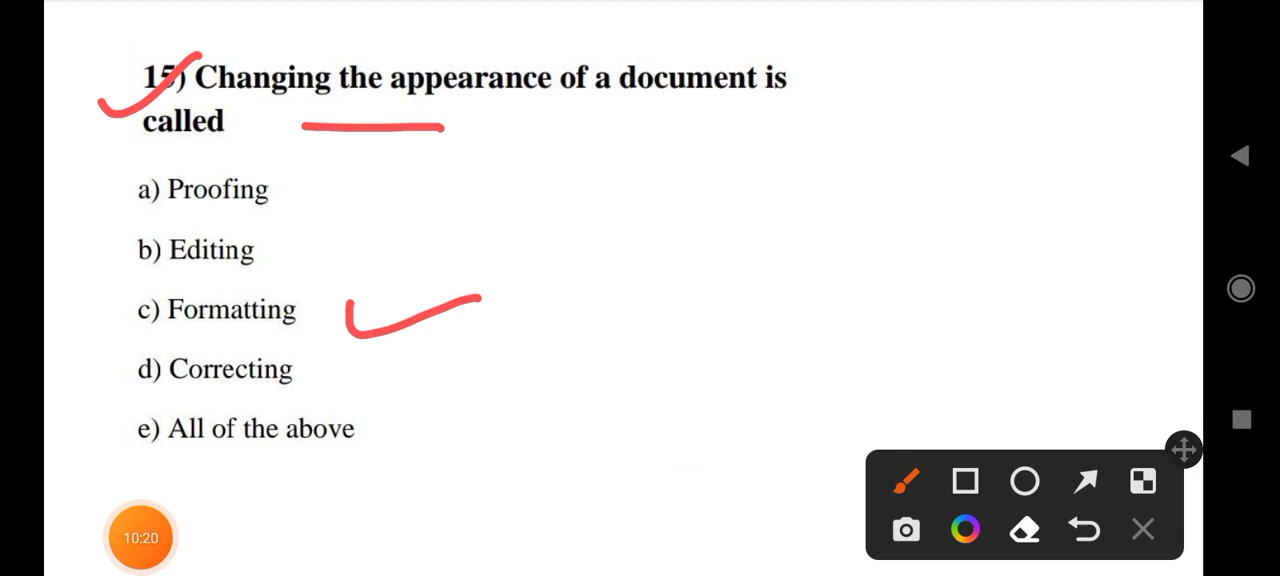 15) Changing the appearance of a document is
called
a) Proofing
b) Editing
c) Formatting
d) Correcting
e) All of the above
10:20